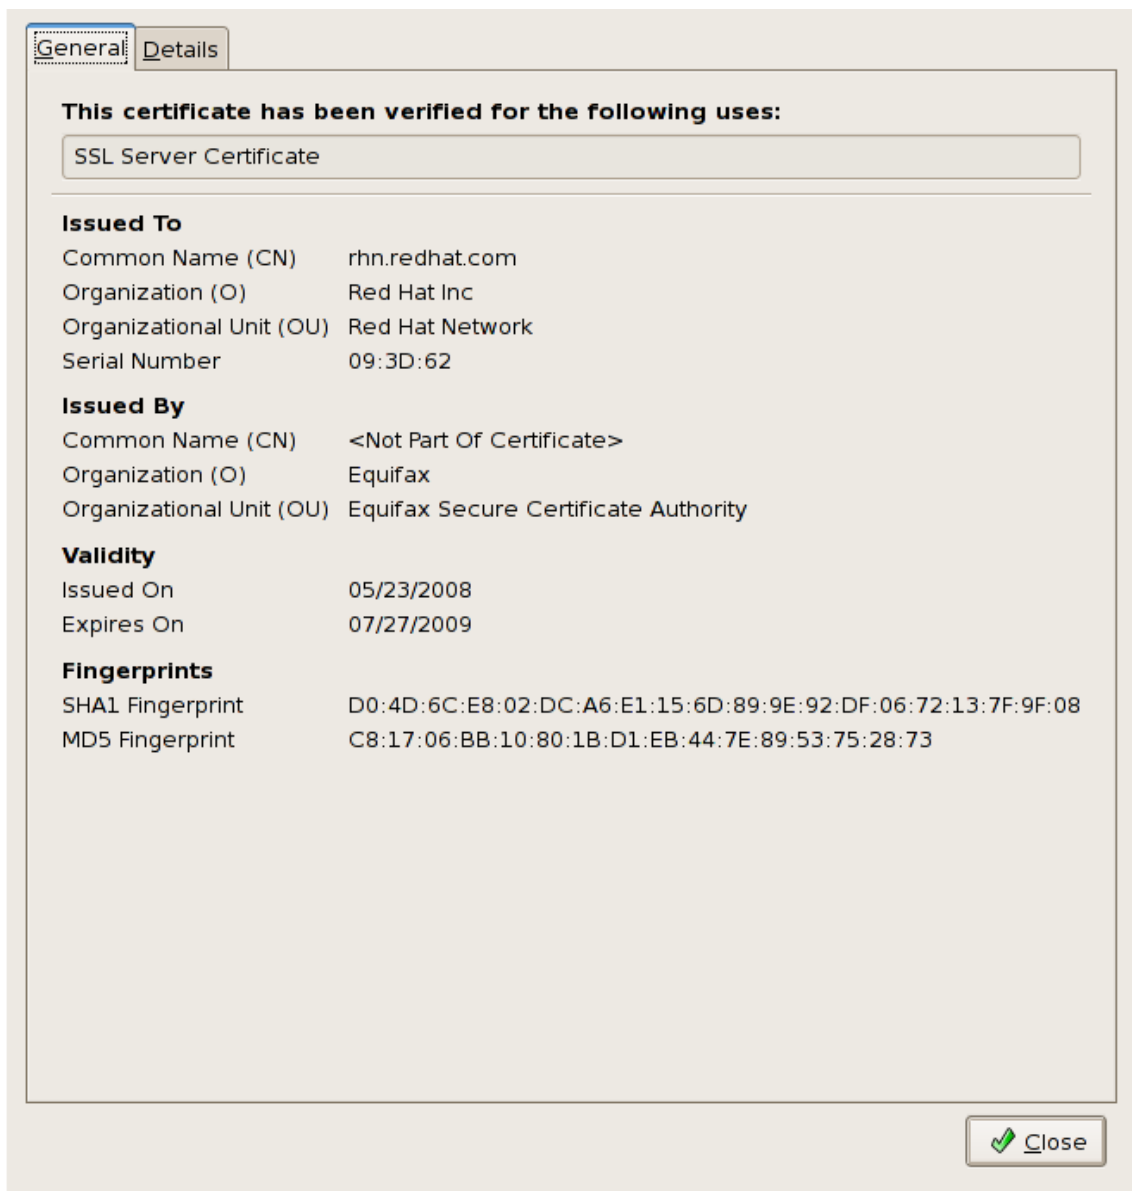 General Details
This certificate has been verified for the following uses:
SSL Server Certificate
Issued To
Common Name (CN) rhn.redhat.com
Organization (O) Red Hat Inc
Organizational Unit (OU) Red Hat Network
Serial Number 09:3D:62
Issued By
Common Name (CN) <Not Part Of Certificate>
Organization (O) Equifax
Organizational Unit (OU) Equifax Secure Certificate Authority
Validity
Issued On 05/23/2008
Expires On 07/27/2009
Fingerprints
SHA1 Fingerprint D0:4D:6C:E8:02:DC:A6:E1:15:6D:89:9E:92:DF:06:72:13:7F:9F:08
MD5 Fingerprint C8:17:06:BB:10:80:1B:D1:EB:44:7E:89:53:75:28:73
Close